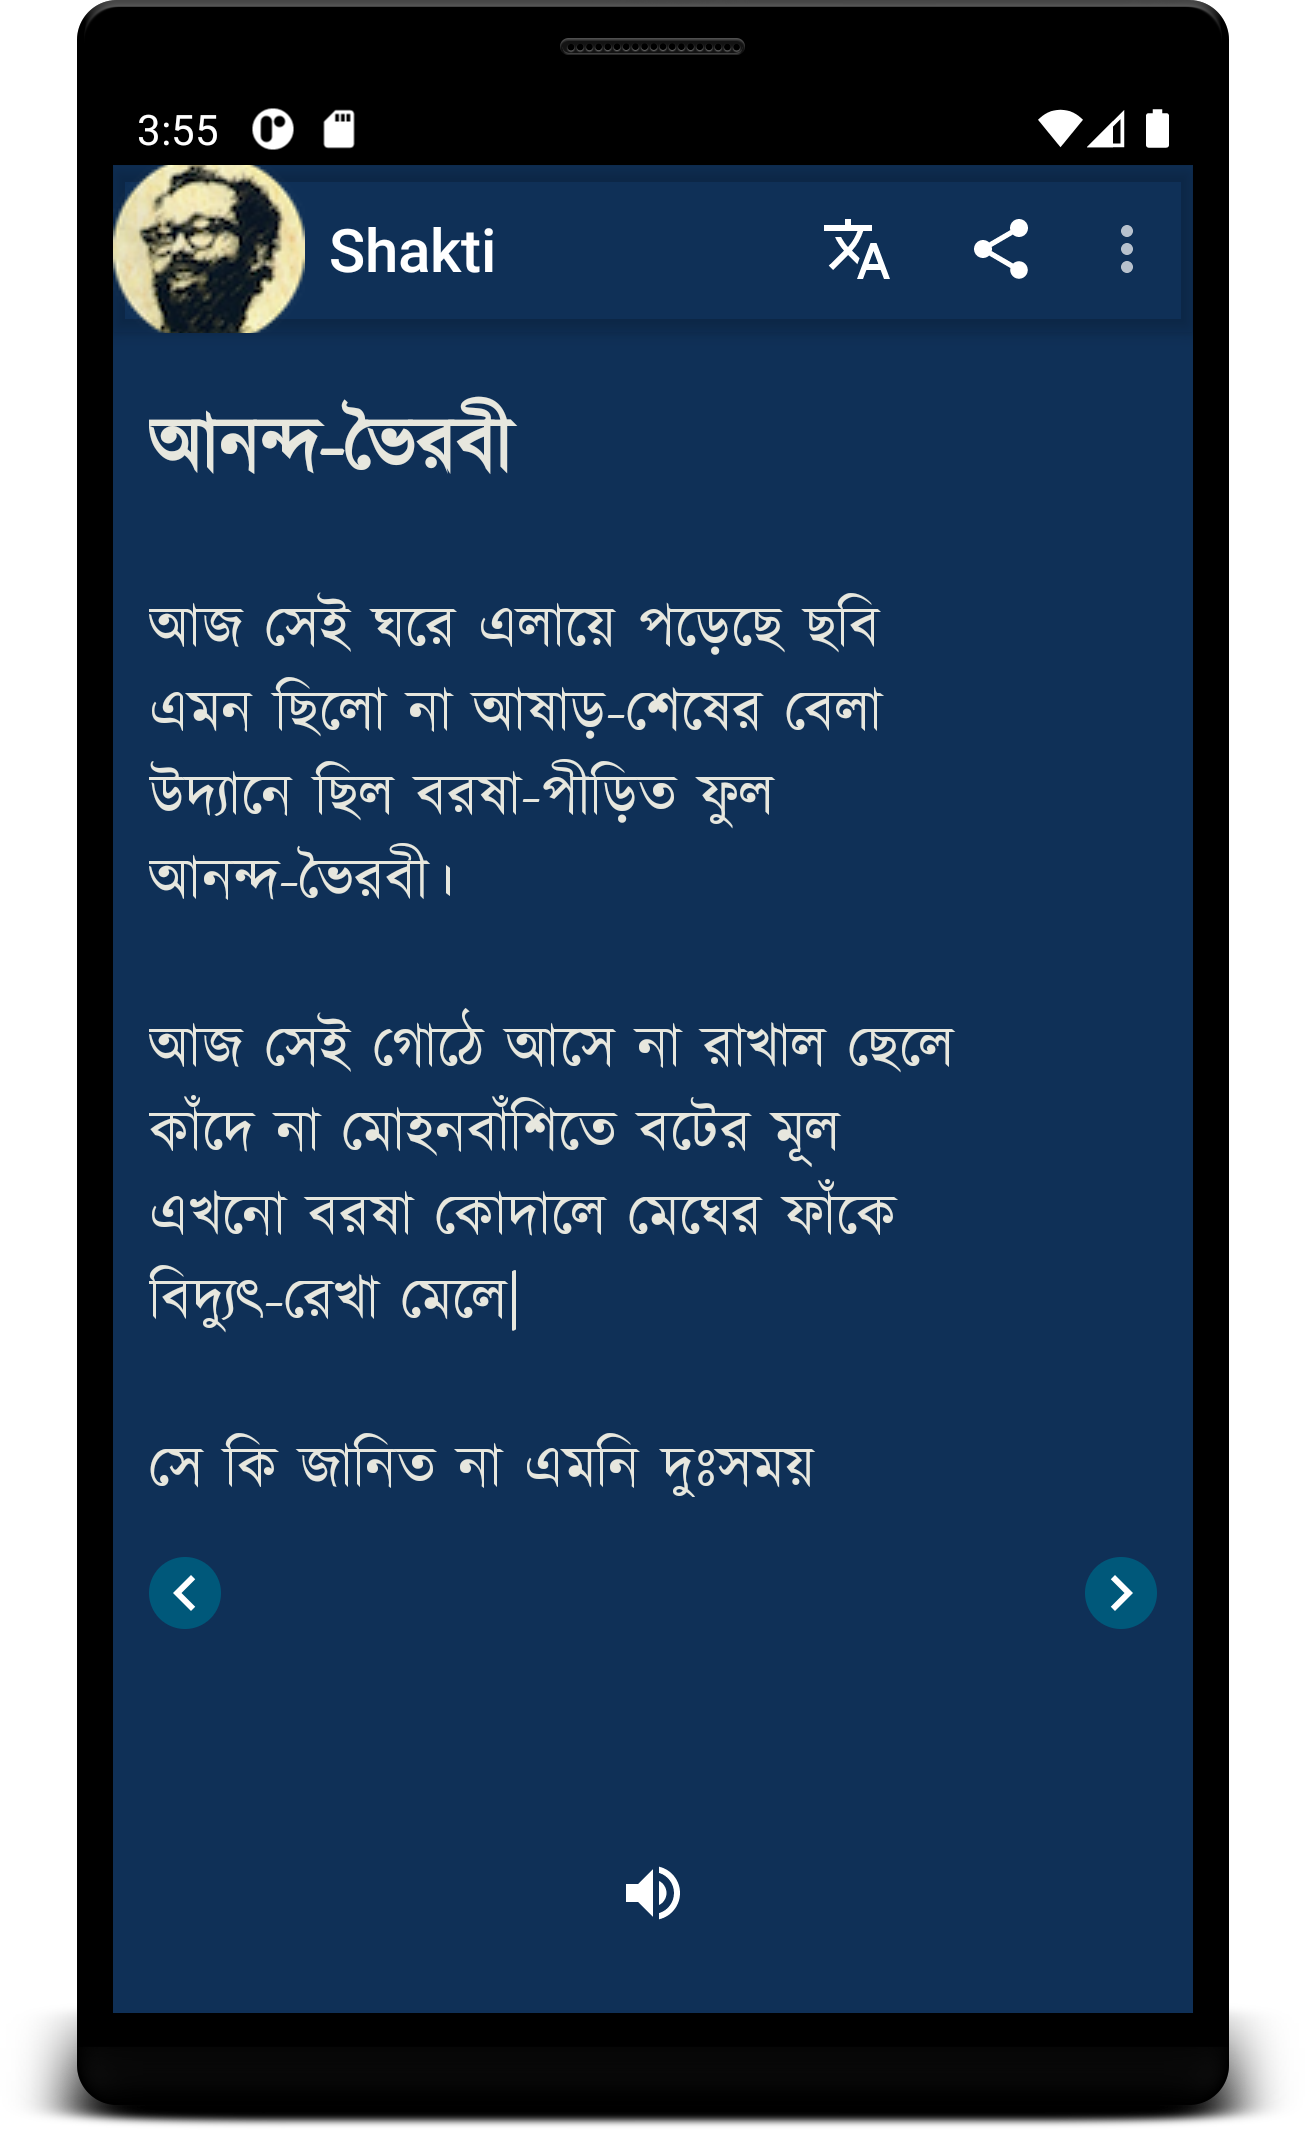 3:55
Shakti
আনন্দ-ভৈরবী
আজ সেই ঘরে এলায়ে পড়েছে ছবি
এমন ছিলো না আষাড়-শেষের বেলা
উদ্যানে ছিল বরষা-পীড়িত ফুল
আনন্দ-ভৈরবী।
আজ সেই গোঠে আসে না রাখাল ছেলে
কাঁদে না মোহনবাঁশিতে বটের মূল
এখনো বরষা কোদালে মেঘের ফাঁকে
বিদ্যুৎ-রেখা মেলে|
সে কি জানিত না এমনি দুঃসময়